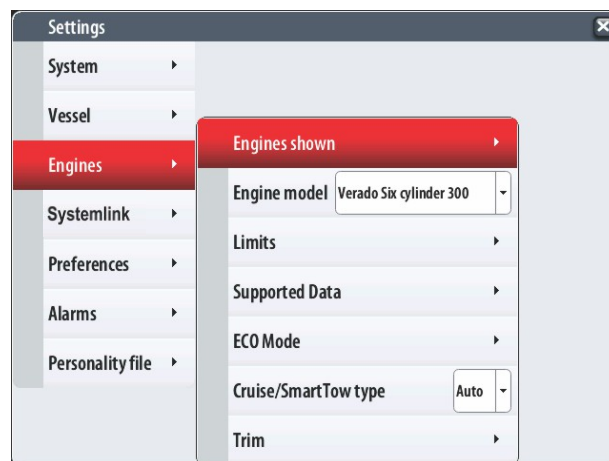 Settings
System
Vessel
Engines
Systemlink
Preferences
Alarms
Personality file
Engines shown
Engine model Verado Six cylinder 300
Limits
Supported Data
ECO Mode
Cruise/SmartTow type Auto
Trim